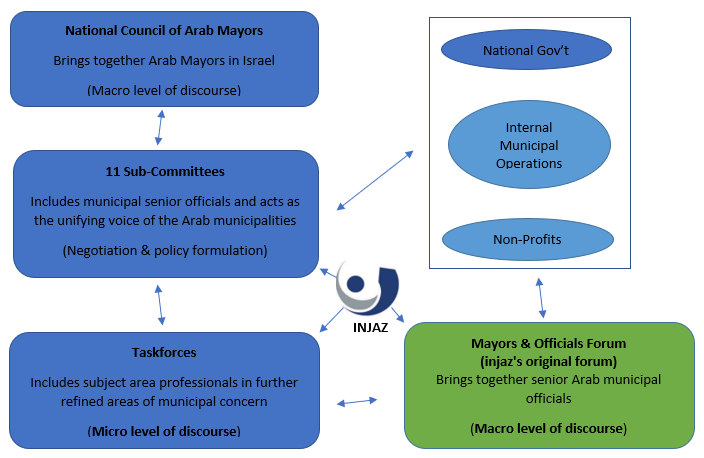 National Council of Arab Mayors
Brings together Arab Mayors in Israel
(Macro level of discourse)
11 Sub-Committees
Includes municipal senior officials and acts as
the unifying voice of the Arab municipalities
(Negotiation & policy formulation)
Taskforces
Includes subject area professionals in further
refined areas of municipal concern
(Micro level of discourse)
National Gov’t
Internal
Municipal
Operations
Non-Profits
INJAZ
Mayors & Officials Forum
(injaz's original forum)
Brings together senior Arab municipal
officials
(Macro level of discourse)